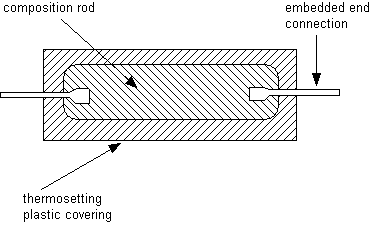 composition rod
embedded end
connection
thermosetting
plastic covering